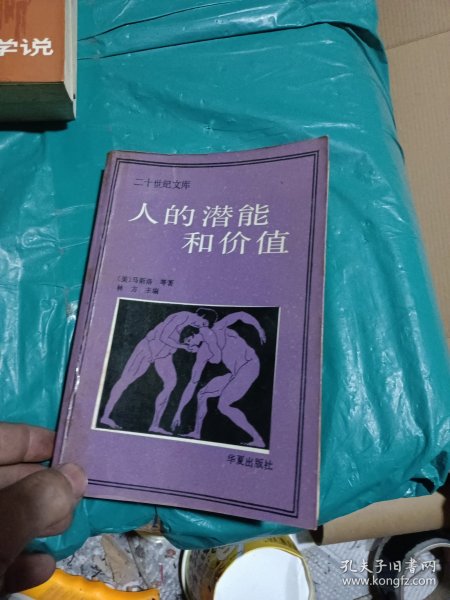 学说
二十世纪文库
人的潜能
和价值
〔美〕马斯洛 等著
林方 主编
华夏出版社
孔夫子旧书网
www.kongfz.com